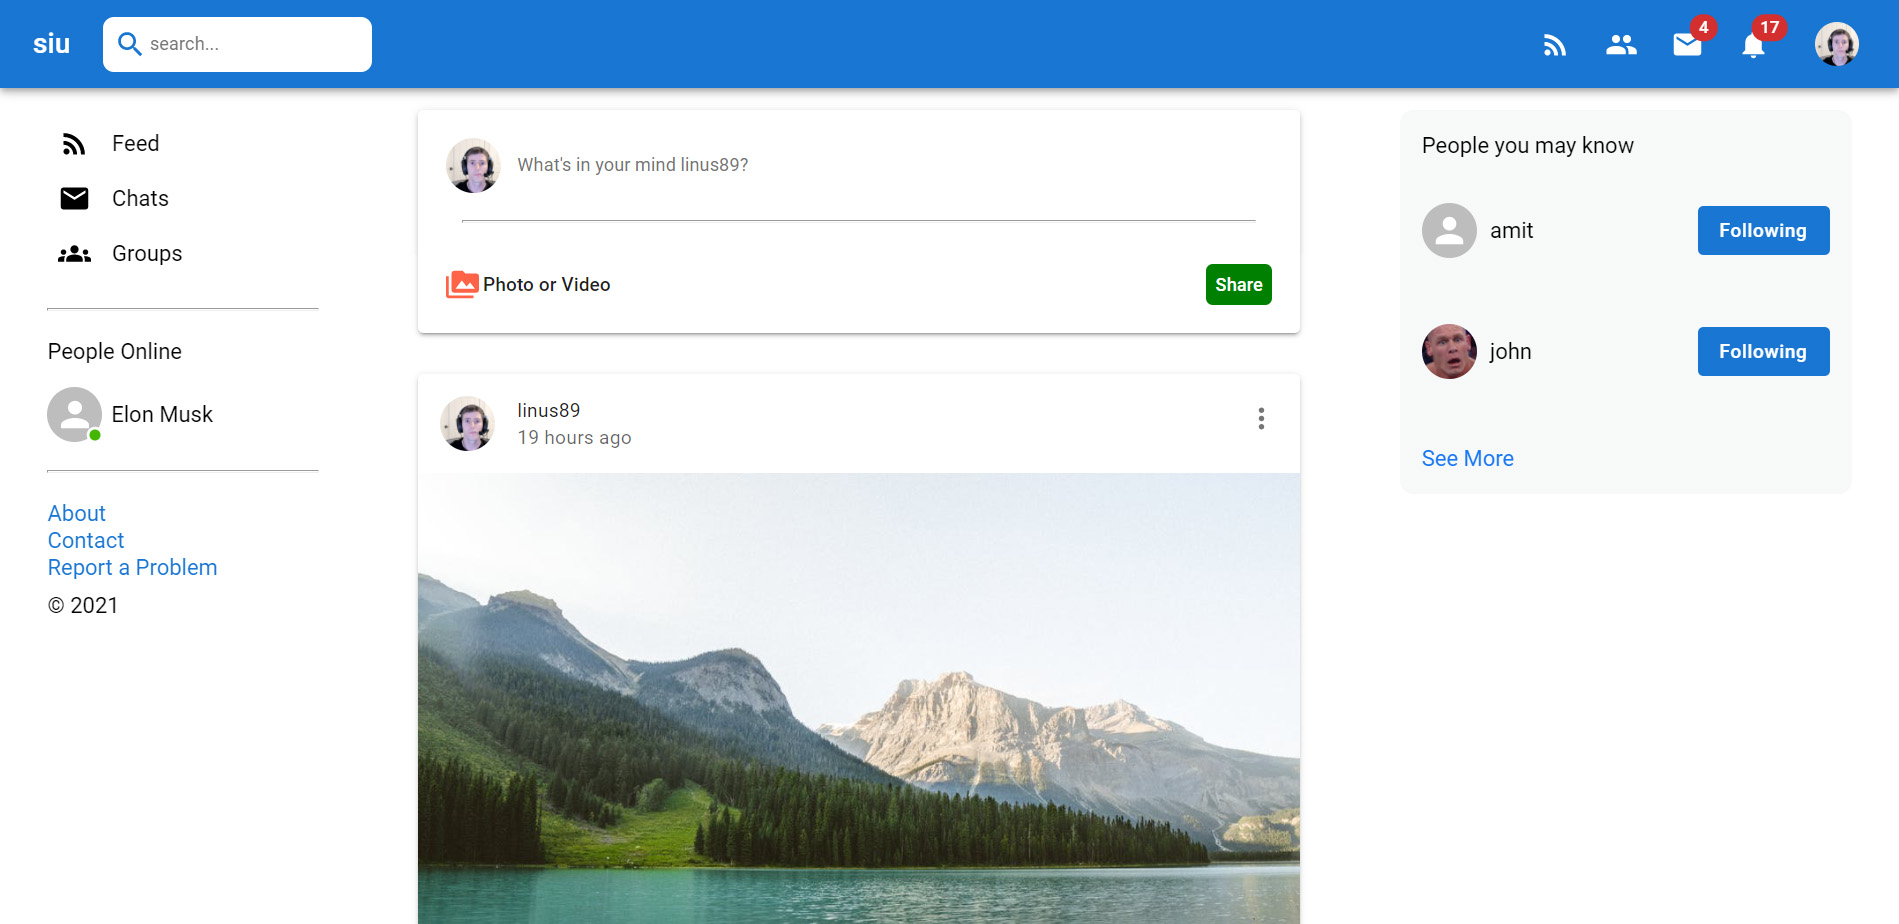 siu
search...
4
17
Feed
Chats
Groups
People Online
Elon Musk
About
Contact
Report a Problem
© 2021
What's in your mind linus89?
Photo or Video
Share
linus89
19 hours ago
People you may know
amit
Following
john
Following
See More